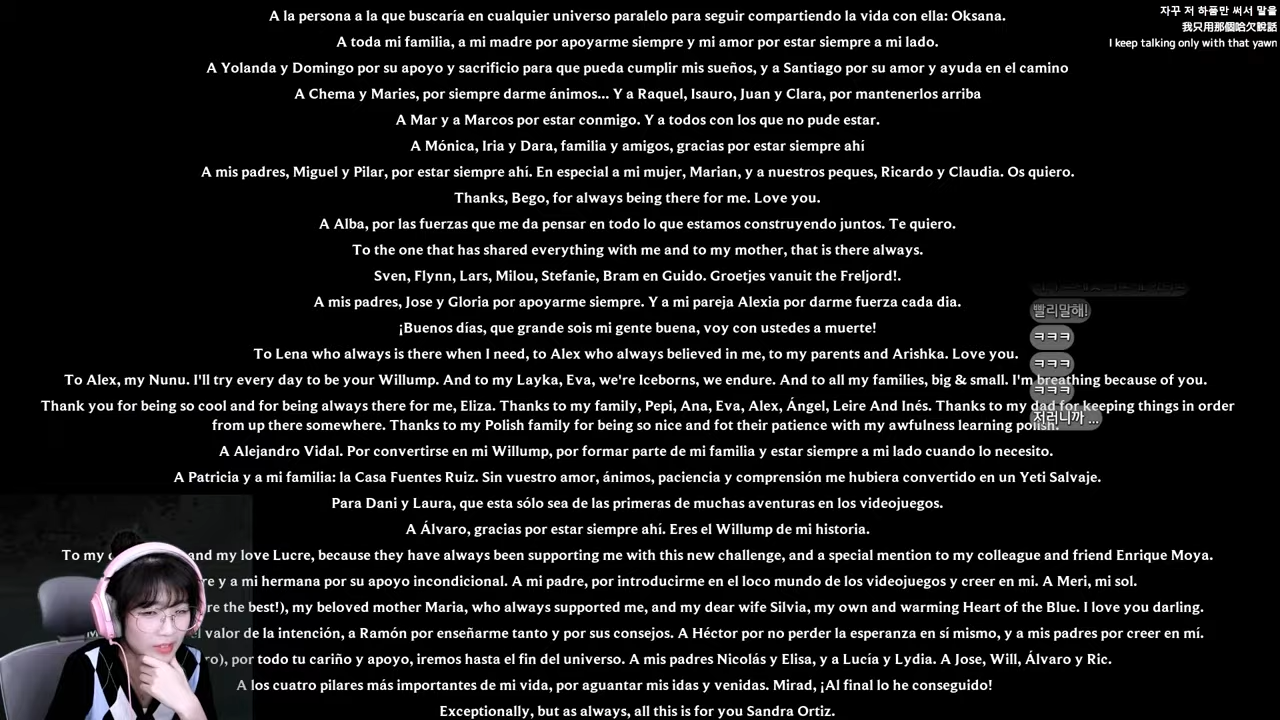 A la persona a la que buscaría en cualquier universo paralelo para seguir compartiendo la vida con ella: Oksana.
A toda mi familia, a mi madre por apoyarme siempre y mi amor por estar siempre a mi lado.
A Yolanda y Domingo por su apoyo y sacrificio para que pueda cumplir mis sueños, y a Santiago por su amor y ayuda en el camino
A Chema y Maries, por siempre darme ánimos... Y a Raquel, Isauro, Juan y Clara, por mantenerlos arriba
A Mar y a Marcos por estar conmigo. Y a todos con los que no pude estar.
A Mónica, Iria y Dara, familia y amigos, gracias por estar siempre ahí
A mis padres, Miguel y Pilar, por estar siempre ahí. En especial a mi mujer, Marian, y a nuestros peques, Ricardo y Claudia. Os quiero.
Thanks, Bego, for always being there for me. Love you.
A Alba, por las fuerzas que me da pensar en todo lo que estamos construyendo juntos. Te quiero.
To the one that has shared everything with me and to my mother, that is there always.
Sven, Flynn, Lars, Milou, Stefanie, Bram en Guido. Groetjes vanuit the Freljord!.
A mis padres, Jose y Gloria por apoyarme siempre. Y a mi pareja Alexia por darme fuerza cada dia.
¡Buenos días, que grande sois mi gente buena, voy con ustedes a muerte!
To Lena who always is there when I need, to Alex who always believed in me, to my parents and Arishka. Love you.
To Alex, my Nunu. I'll try every day to be your Willump. And to my Layka, Eva, we're Iceborns, we endure. And to all my families, big & small. I'm breathing because of you.
Thank you for being so cool and for being always there for me, Eliza. Thanks to my family, Pepi, Ana, Eva, Alex, Ángel, Leire And Inés. Thanks to my dad for keeping things in order
from up there somewhere. Thanks to my Polish family for being so nice and fot their patience with my awfulness learning polish.
A Alejandro Vidal. Por convertirse en mi Willump, por formar parte de mi familia y estar siempre a mi lado cuando lo necesito.
A Patricia y a mi familia: la Casa Fuentes Ruiz. Sin vuestro amor, ánimos, paciencia y comprensión me hubiera convertido en un Yeti Salvaje.
Para Dani y Laura, que esta sólo sea de las primeras de muchas aventuras en los videojuegos.
A Álvaro, gracias por estar siempre ahí. Eres el Willump de mi historia.
To my and my love Lucre, because they have always been supporting me with this new challenge, and a special mention to my colleague and friend Enrique Moya.
y a mi hermana por su apoyo incondicional. A mi padre, por introducirme en el loco mundo de los videojuegos y creer en mi. A Meri, mi sol.
the best!), my beloved mother Maria, who always supported me, and my dear wife Silvia, my own and warming Heart of the Blue. I love you darling.
valor de la intención, a Ramón por enseñarme tanto y por sus consejos. A Héctor por no perder la esperanza en sí mismo, y a mis padres por creer en mí.
por todo tu cariño y apoyo, iremos hasta el fin del universo. A mis padres Nicolás y Elisa, y a Lucía y Lydia. A Jose, Will, Álvaro y Ric.
A los cuatro pilares más importantes de mi vida, por aguantar mis idas y venidas. Mirad, ¡Al final lo he conseguido!
Exceptionally, but as always, all this is for you Sandra Ortiz.
자꾸 저 하품만 써서 말을
我只用那個哈欠說話
I keep talking only with that yawn
빨리말해!
ㅋㅋㅋ
ㅋㅋㅋ
ㅋㅋㅋ
저러니까 ...